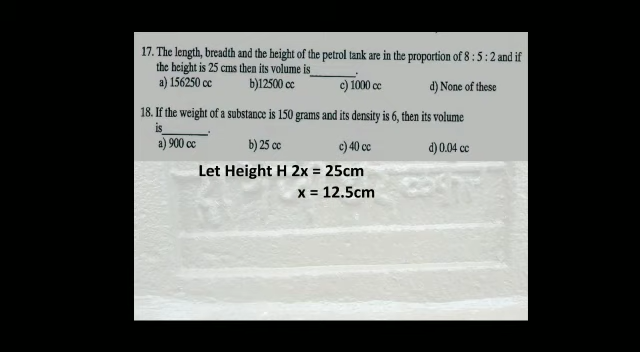 17. The length, breadth and the height of the petrol tank are in the proportion of 8 : 5 : 2 and if
the height is 25 cms then its volume is________.
a) 156250 cc b)12500 cc c) 1000 cc d) None of these
18. If the weight of a substance is 150 grams and its density is 6, then its volume
is________.
a) 900 cc b) 25 cc c) 40 cc d) 0.04 cc
Let Height H 2x = 25cm
x = 12.5cm